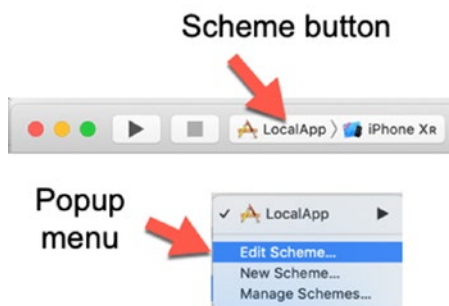 Scheme button
LocalApp 〉 iPhone XR
Popup
menu
✓ LocalApp ▶
Edit Scheme...
New Scheme...
Manage Schemes...